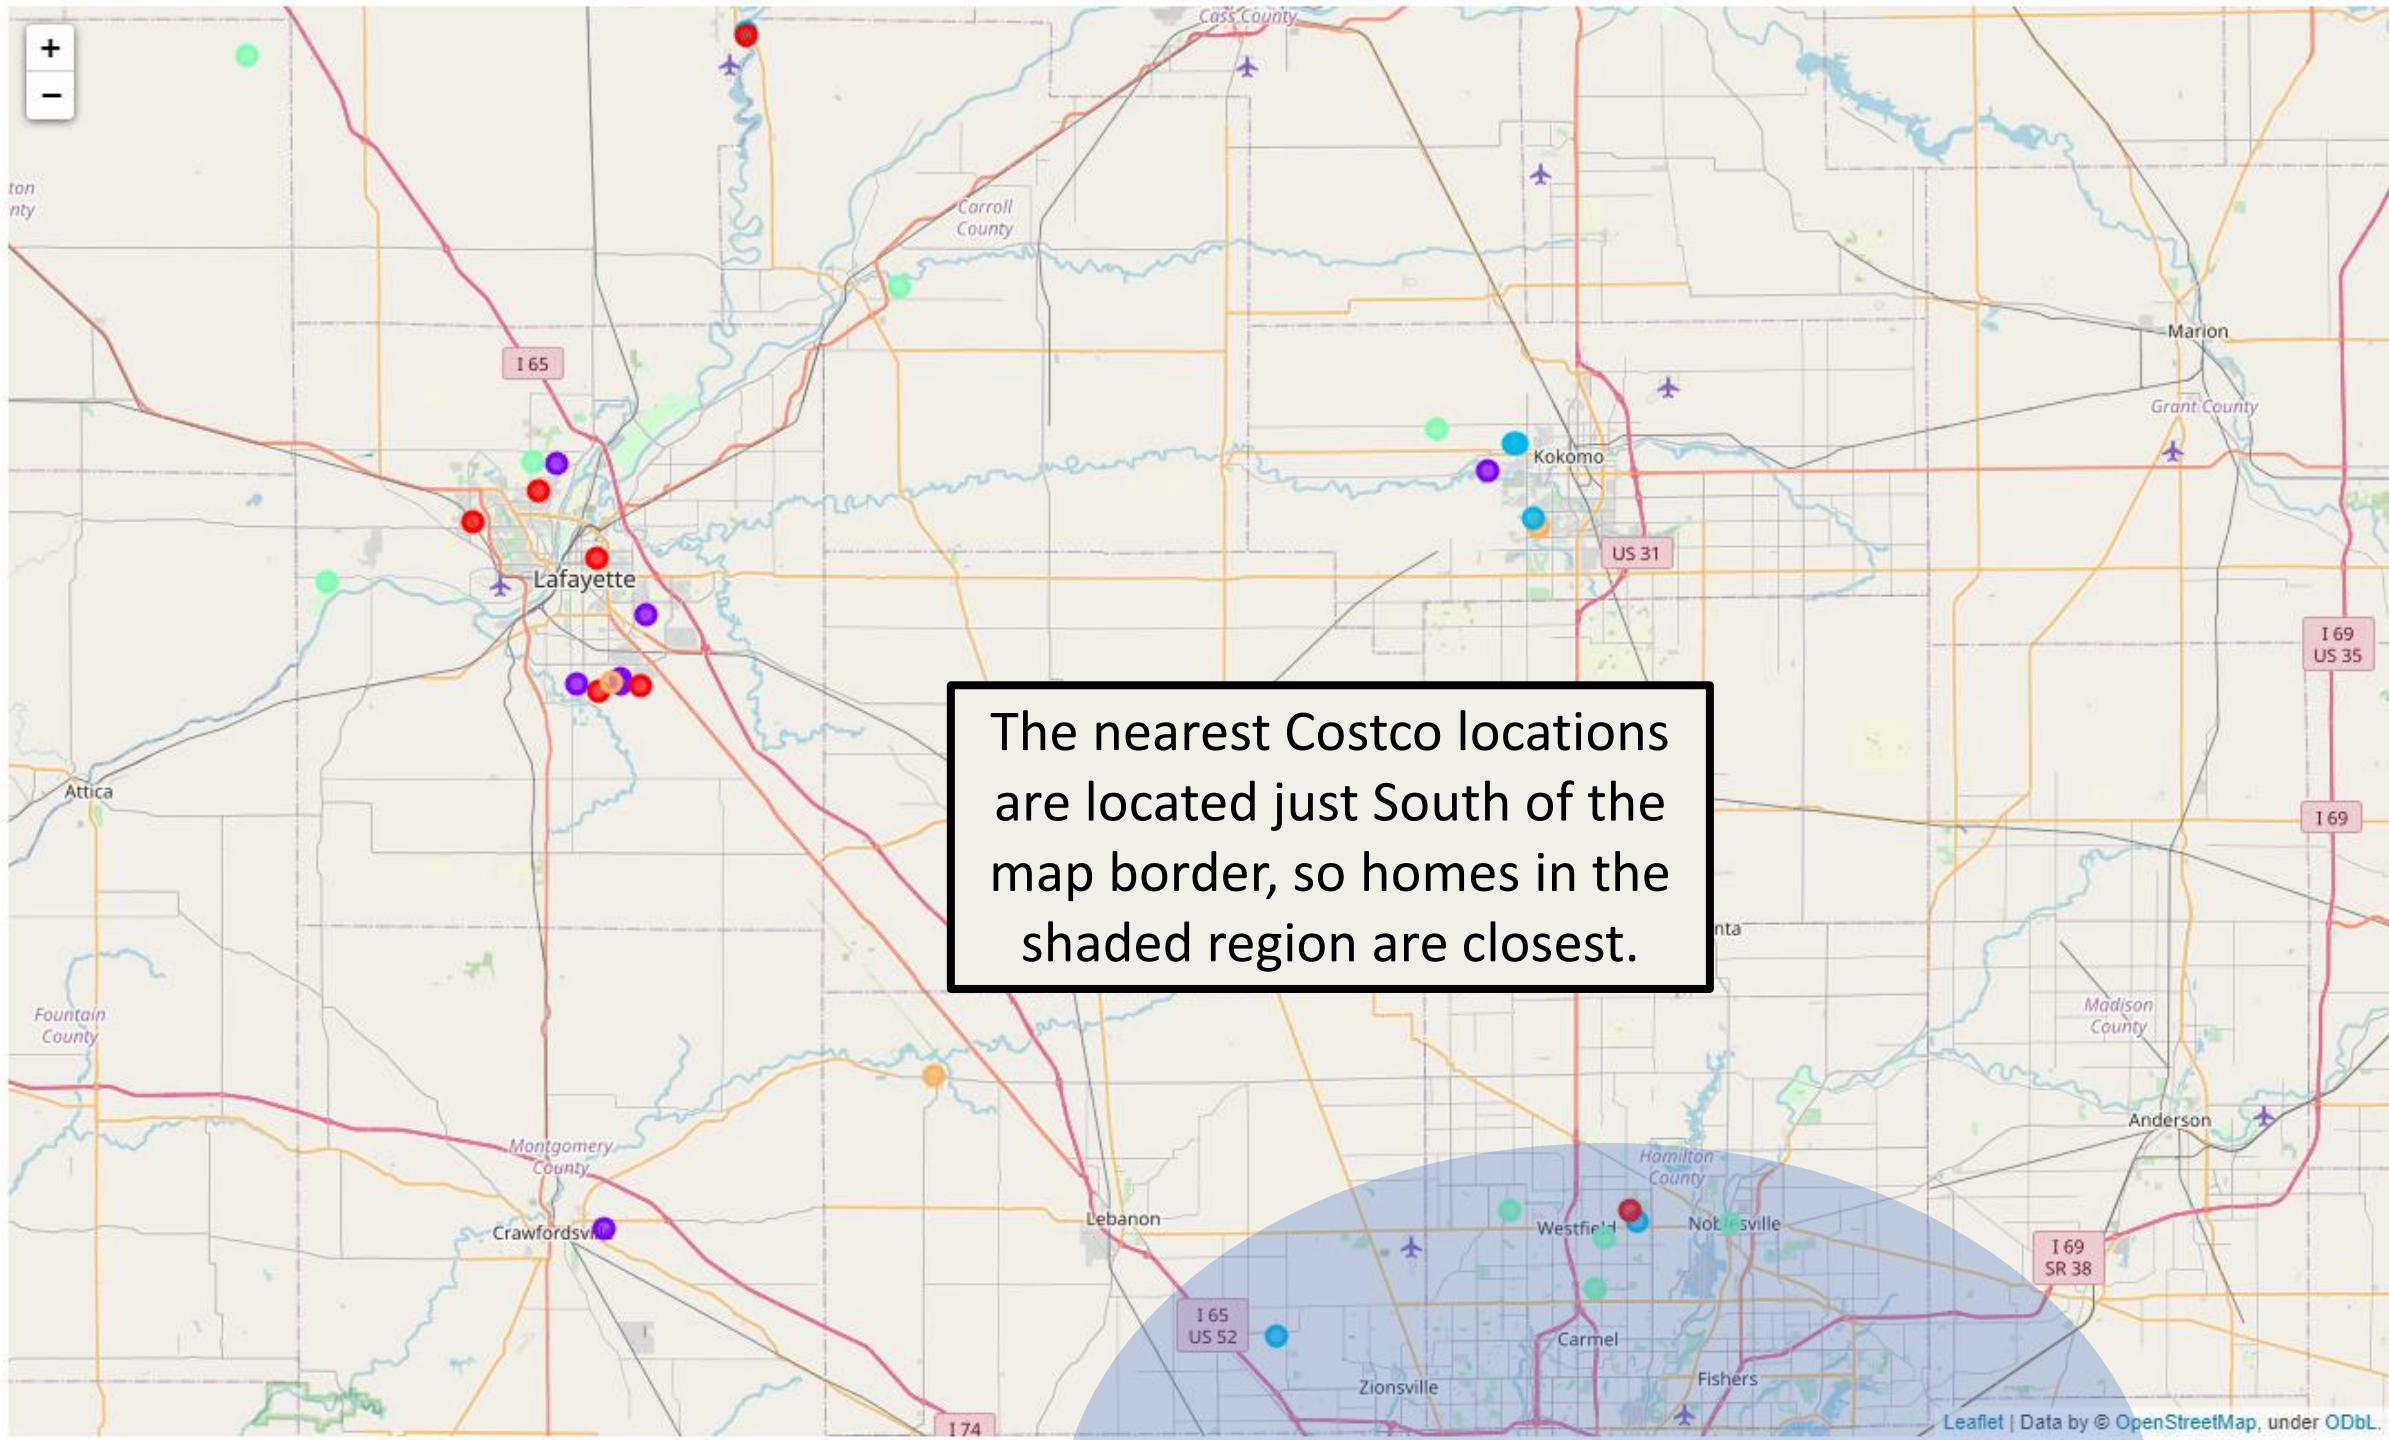 +
−
Cass County
ton
nty
Carroll
County
I 65
Marion
Grant County
Kokomo
US 31
Lafayette
I 69
US 35
The nearest Costco locations
are located just South of the
map border, so homes in the
shaded region are closest.
Attica
I 69
nta
Fountain
County
Madison
County
Anderson
Montgomery
County
Hamilton
County
Crawfordsvi
Lebanon
Westfield
Noblesville
I 69
SR 38
I 65
US 52
Carmel
Zionsville
Fishers
I 74
Leaflet | Data by © OpenStreetMap, under ODbL.